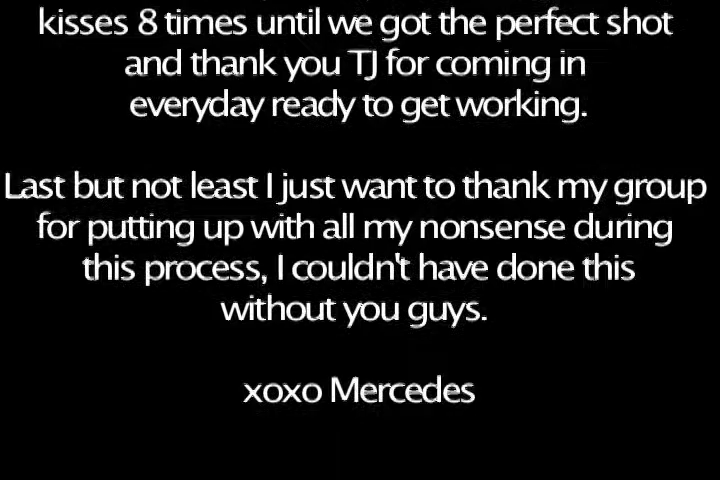 kisses 8 times until we got the perfect shot
and thank you TJ for coming in
everyday ready to get working.
Last but not least I just want to thank my group
for putting up with all my nonsense during
this process, I couldn't have done this
without you guys.
xoxo Mercedes